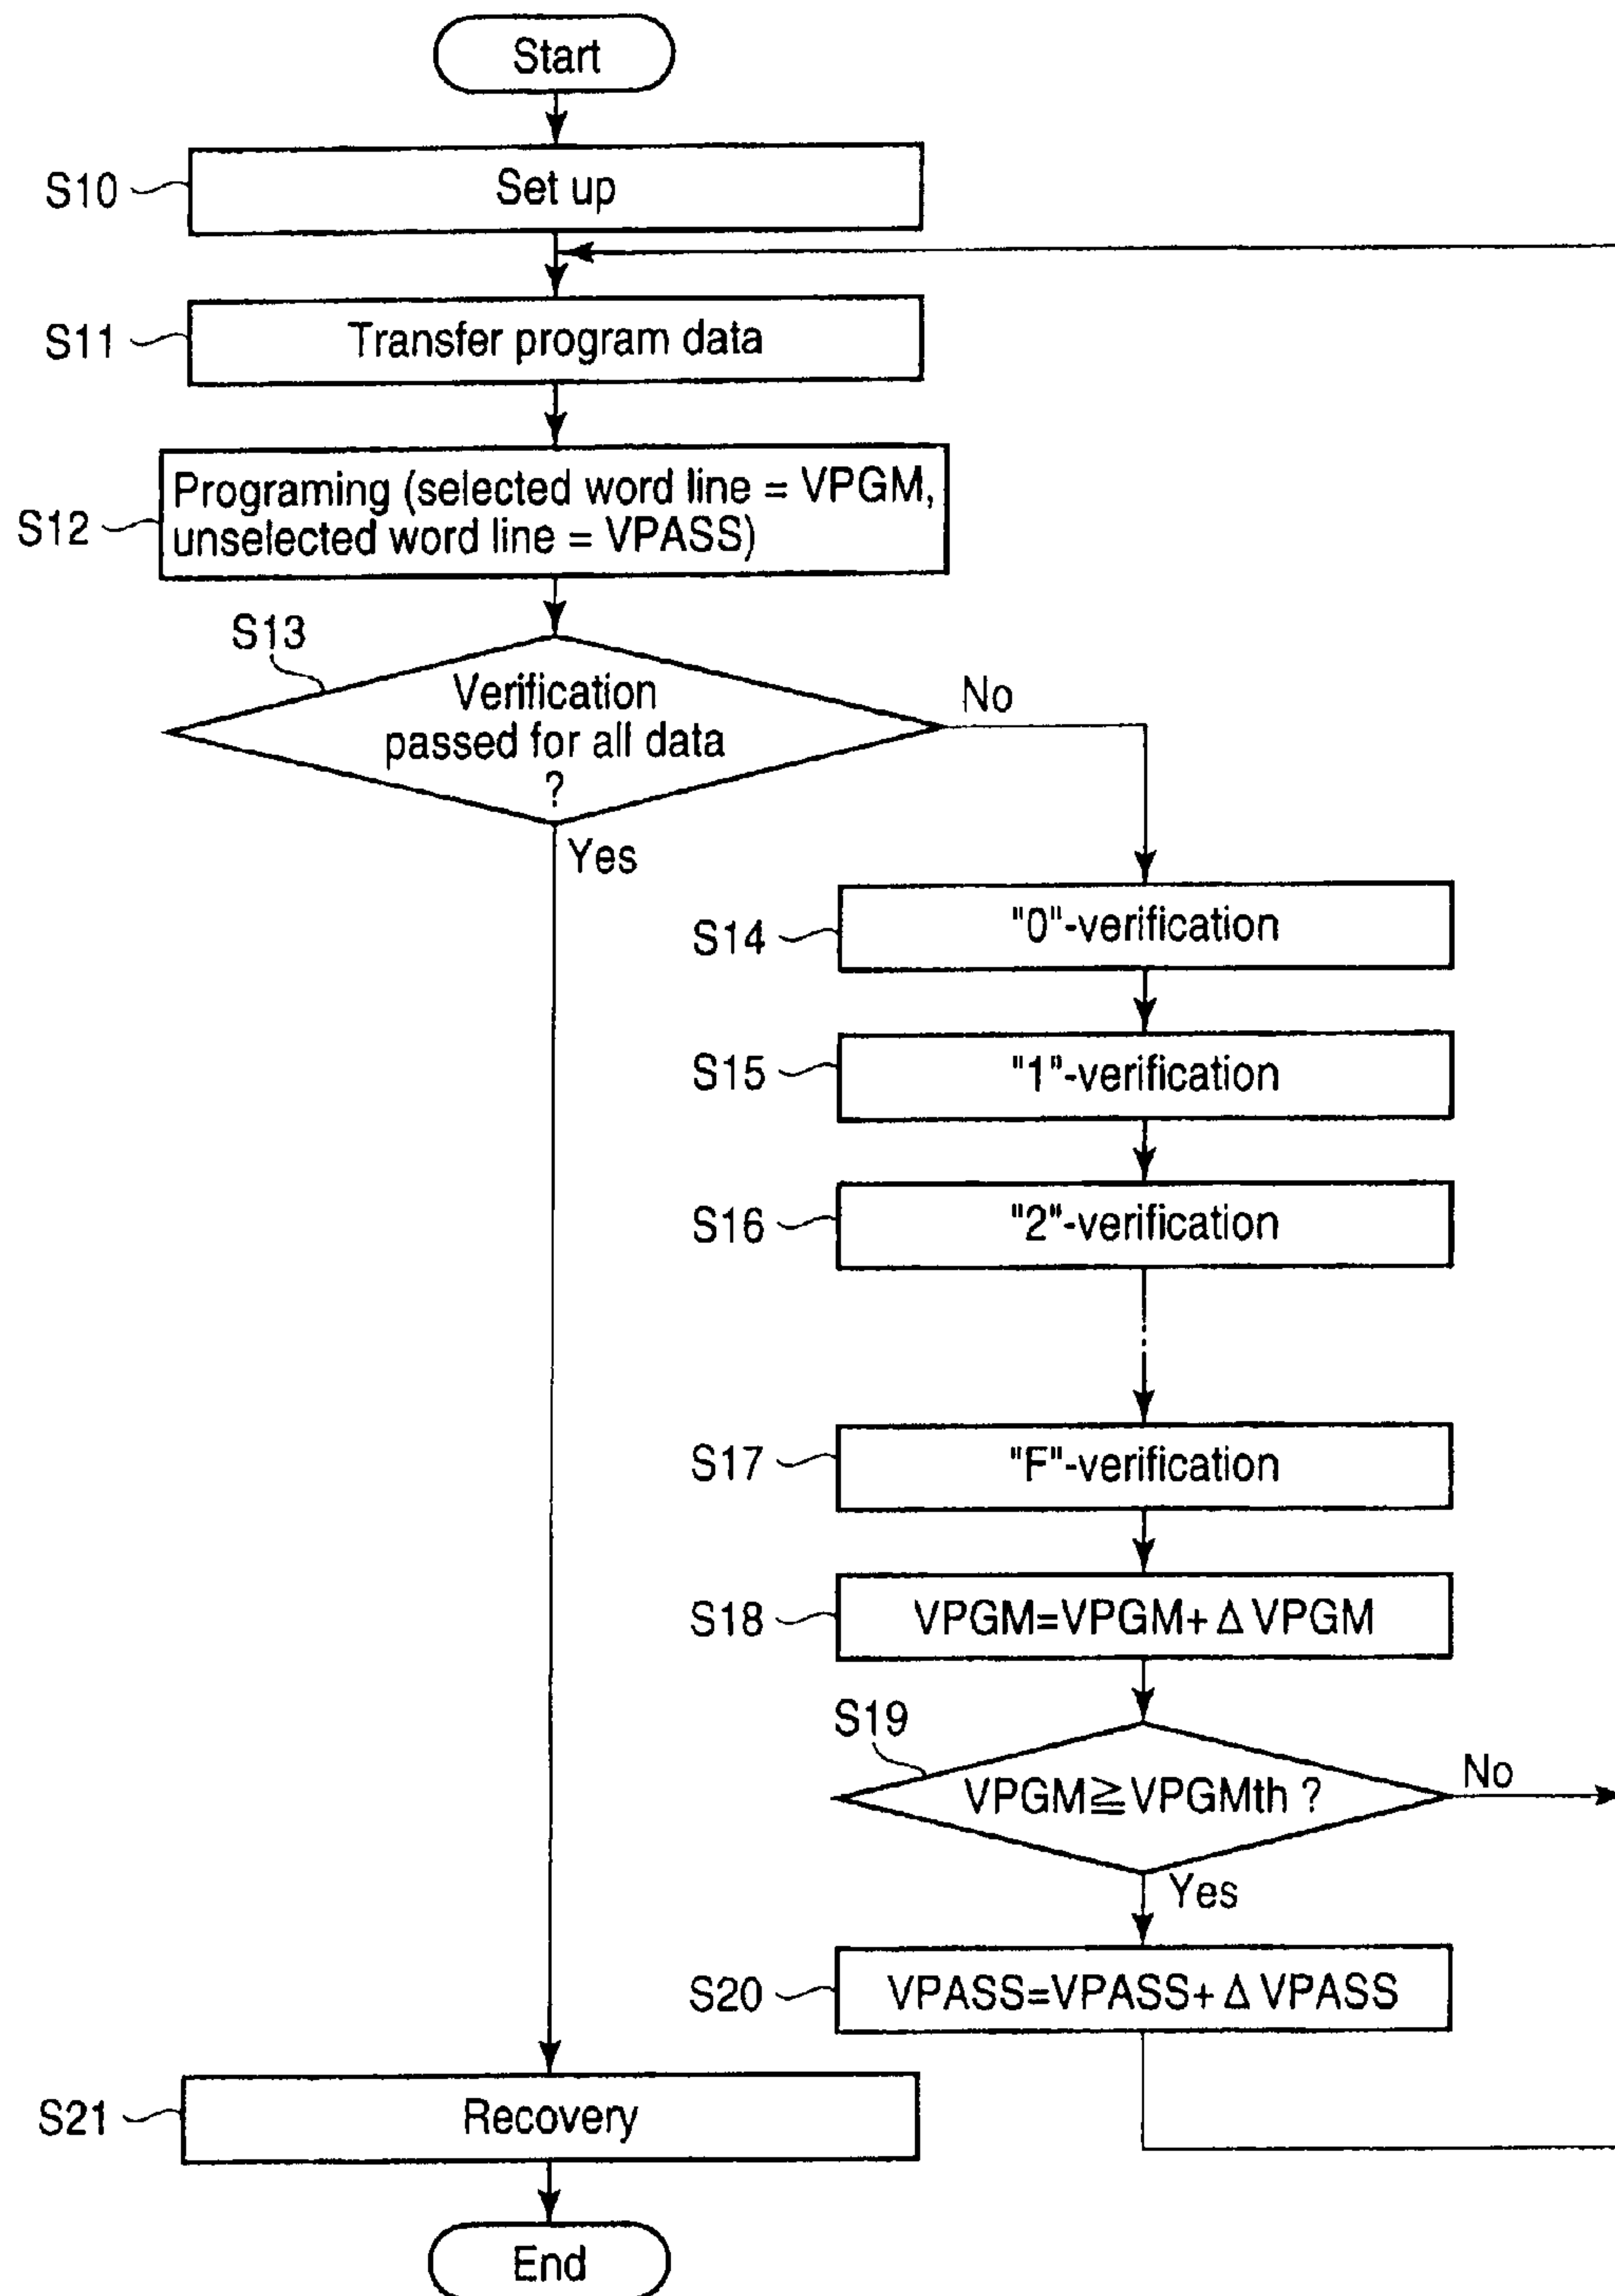 Start
S10
Set up
S11
Transfer program data
S12
Programing (selected word line = VPGM,
unselected word line = VPASS)
S13
Verification
passed for all data
?
No
Yes
S14
"0"-verification
S15
"1"-verification
S16
"2"-verification
S17
"F"-verification
S18
VPGM=VPGM+ Δ VPGM
S19
VPGM≧VPGMth ?
No
Yes
S20
VPASS=VPASS+ Δ VPASS
S21
Recovery
End